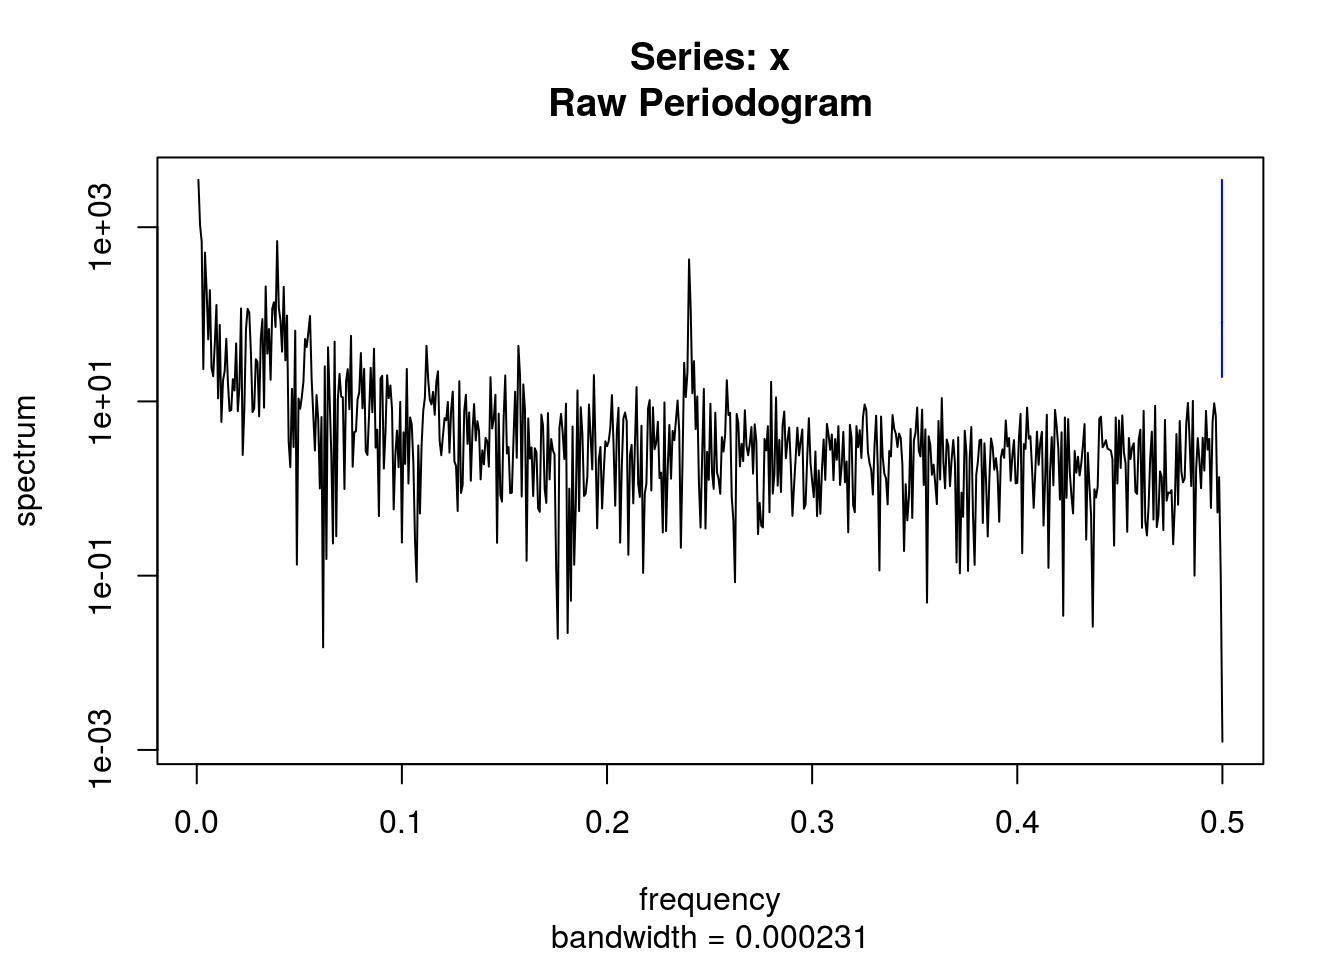 Series: x
Raw Periodogram
spectrum
1e+03
1e+01
1e-01
1e-03
0.0 0.1 0.2 0.3 0.4 0.5
frequency
bandwidth = 0.000231